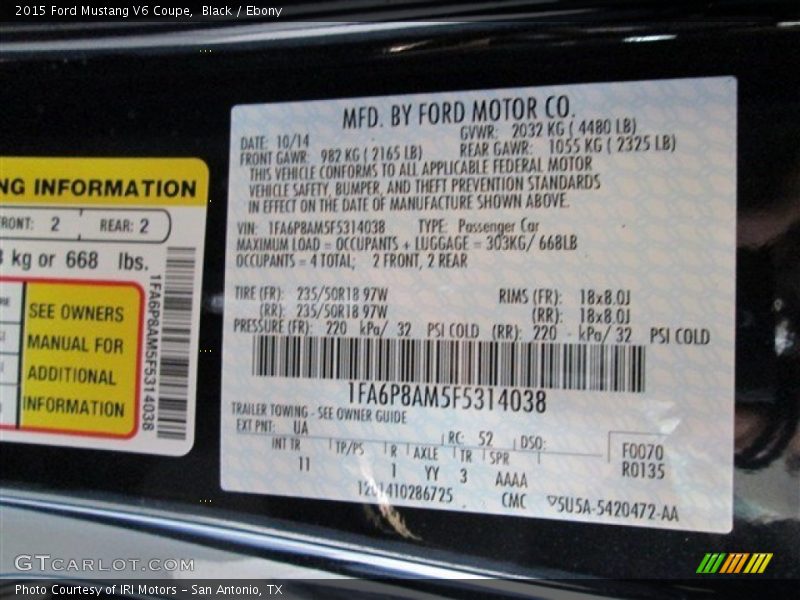 2015 Ford Mustang V6 Coupe, Black / Ebony
NG INFORMATION
RONT: 2 REAR: 2
kg or 668 lbs.
SEE OWNERS
MANUAL FOR
ADDITIONAL
INFORMATION
1FA6P8AM5F5314038
MFD. BY FORD MOTOR CO.
DATE: 10/14 GVWR: 2032 KG ( 4480 LB)
FRONT GAWR: 982 KG ( 2165 LB) REAR GAWR: 1055 KG ( 2325 LB)
THIS VEHICLE CONFORMS TO ALL APPLICABLE FEDERAL MOTOR
VEHICLE SAFETY, BUMPER, AND THEFT PREVENTION STANDARDS
IN EFFECT ON THE DATE OF MANUFACTURE SHOWN ABOVE.
VIN: 1FA6P8AM5F5314038 TYPE: Passenger Car
MAXIMUM LOAD = OCCUPANTS + LUGGAGE = 303KG/ 668LB
OCCUPANTS = 4 TOTAL; 2 FRONT, 2 REAR
TIRE (FR): 235/50R18 97W RIMS (FR): 18x8.0J
(RR): 235/50R18 97W (RR): 18x8.0J
PRESSURE (FR): 220 kPa/ 32 PSI COLD (RR): 220 kPa/ 32 PSI COLD
1FA6P8AM5F5314038
TRAILER TOWING - SEE OWNER GUIDE
EXT PNT: UA RC: 52 DSO: F0070
INT TR TP/PS R AXLE TR SPR R0135
11 1 YY 3 AAAA
1201410286725 CMC 5U5A-5420472-AA
GTCARLOT.COM
Photo Courtesy of IRI Motors – San Antonio, TX